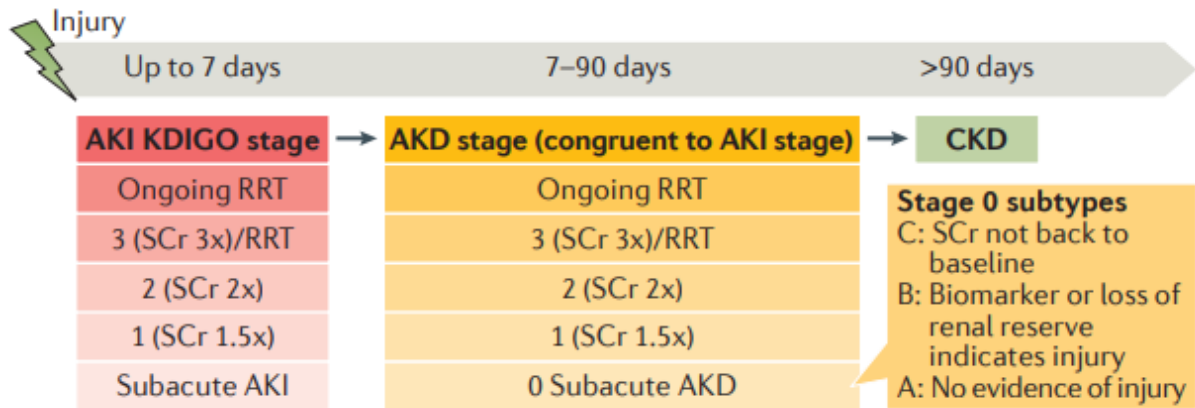 Injury
Up to 7 days
7–90 days
>90 days
AKI KDIGO stage
AKD stage (congruent to AKI stage)
CKD
Ongoing RRT
Ongoing RRT
3 (SCr 3x)/RRT
3 (SCr 3x)/RRT
2 (SCr 2x)
2 (SCr 2x)
1 (SCr 1.5x)
1 (SCr 1.5x)
Subacute AKI
0 Subacute AKD
Stage 0 subtypes
C: SCr not back to
baseline
B: Biomarker or loss of
renal reserve
indicates injury
A: No evidence of injury